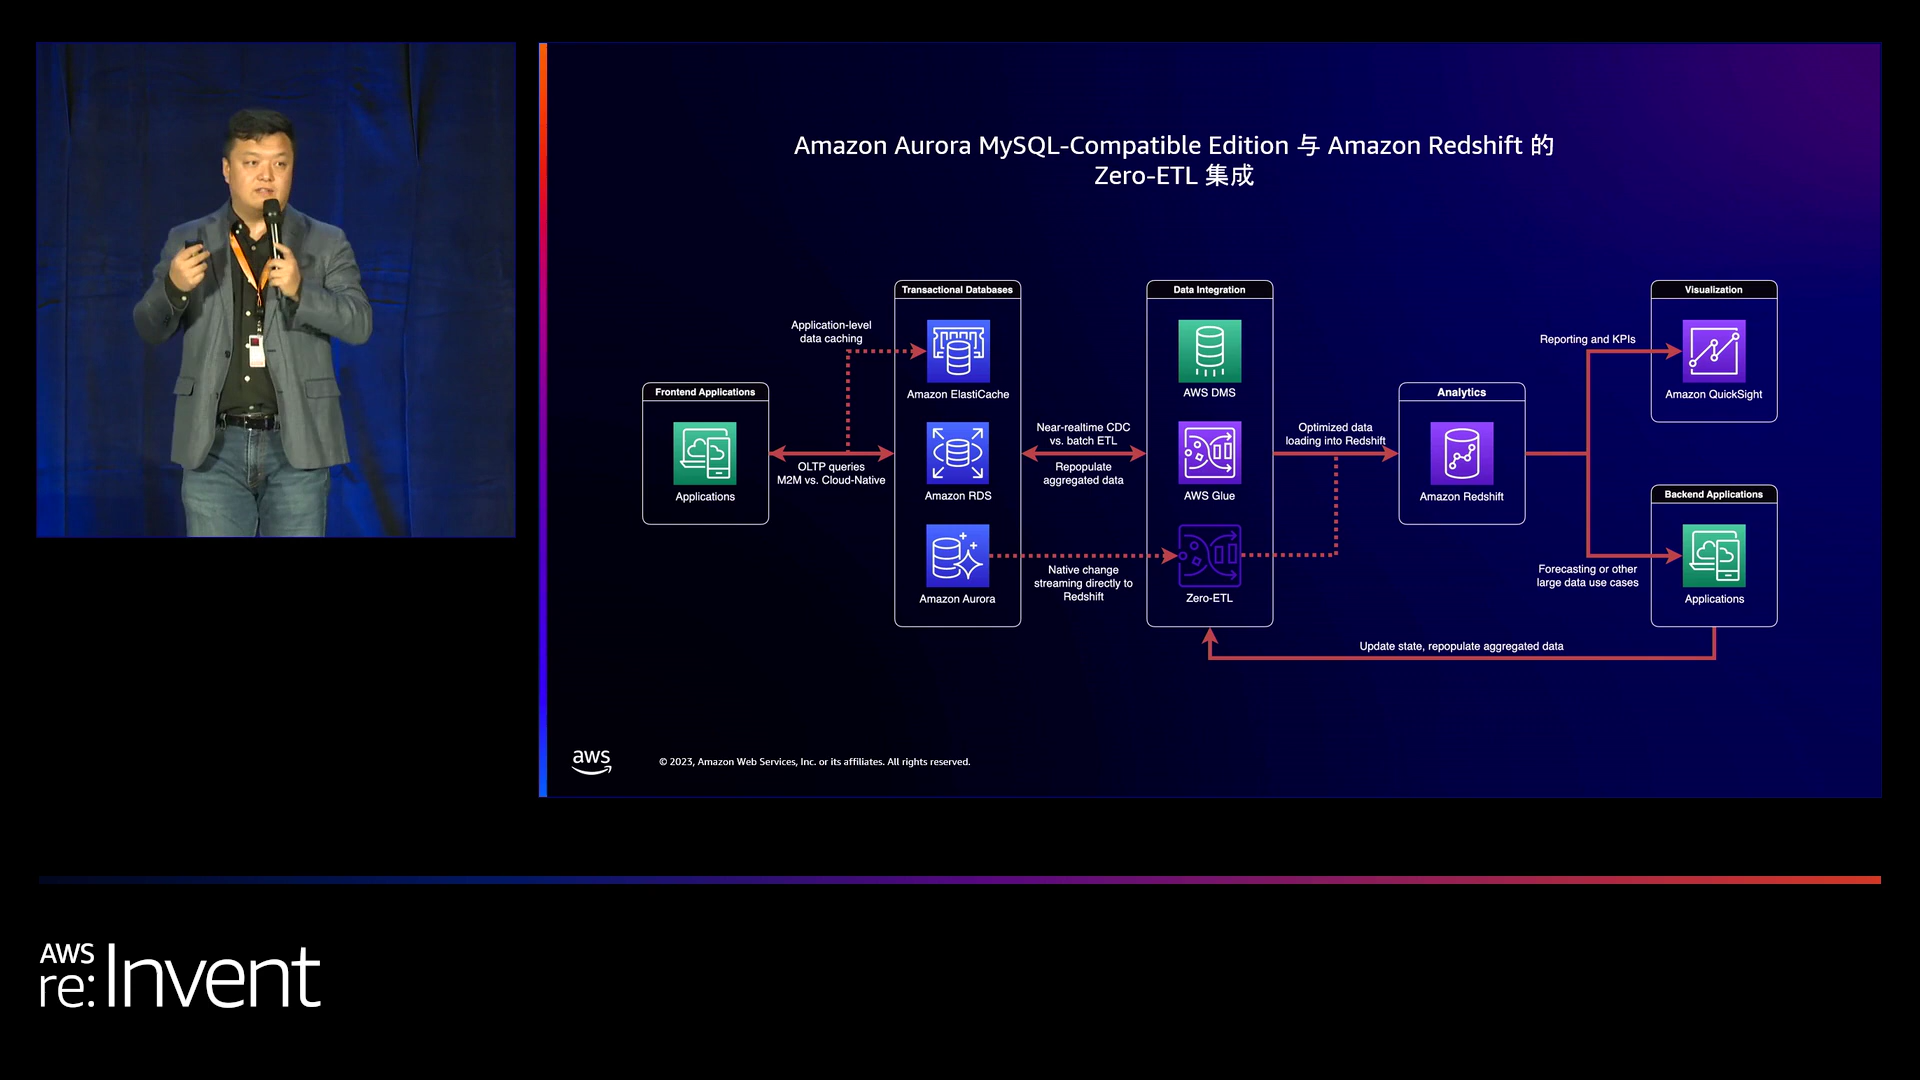 Amazon Aurora MySQL-Compatible Edition 与 Amazon Redshift 的
Zero-ETL 集成
Frontend Applications
Applications
Application-level
data caching
OLTP queries
M2M vs. Cloud-Native
Transactional Databases
Amazon ElastiCache
Amazon RDS
Amazon Aurora
Near-realtime CDC
vs. batch ETL
Repopulate
aggregated data
Native change
streaming directly to
Redshift
Data Integration
AWS DMS
AWS Glue
Zero-ETL
Optimized data
loading into Redshift
Analytics
Amazon Redshift
Reporting and KPIs
Forecasting or other
large data use cases
Visualization
Amazon QuickSight
Backend Applications
Applications
Update state, repopulate aggregated data
aws
© 2023, Amazon Web Services, Inc. or its affiliates. All rights reserved.
AWS
re:Invent